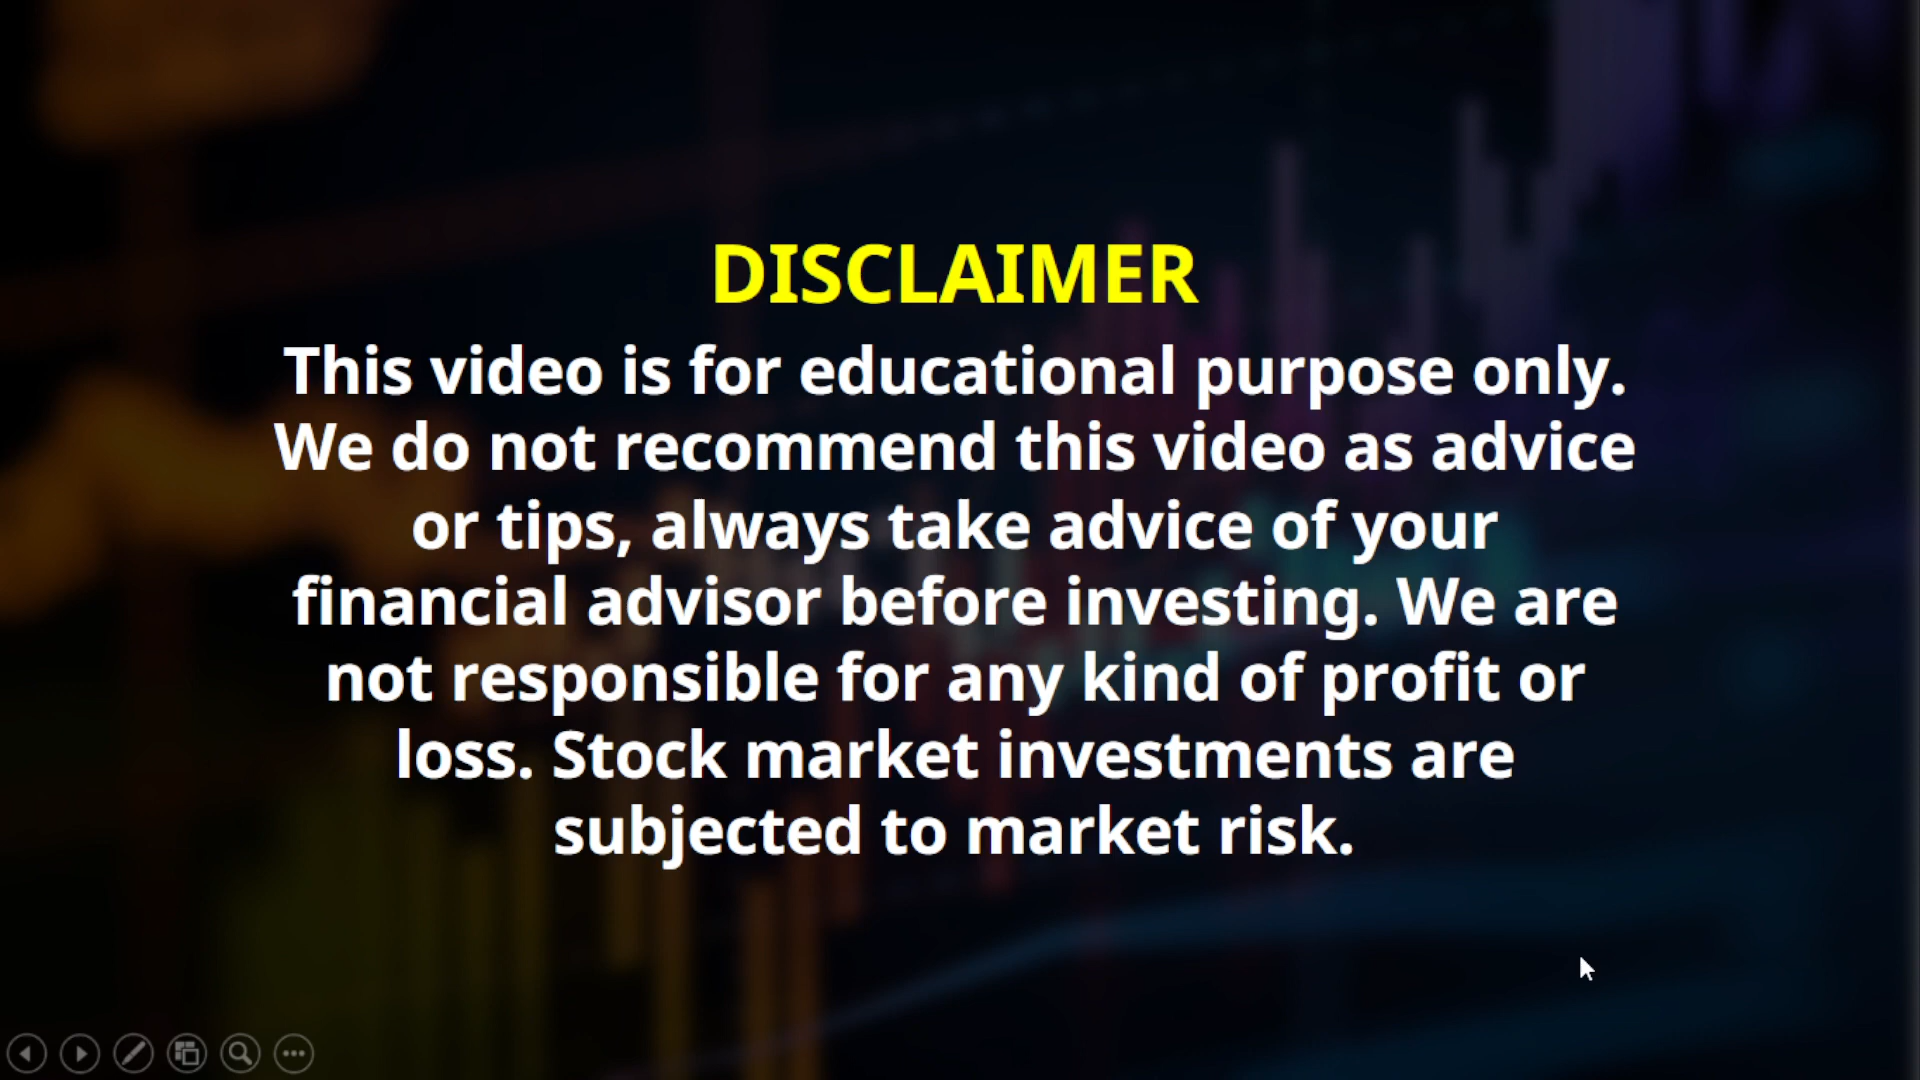 DISCLAIMER
This video is for educational purpose only.
We do not recommend this video as advice
or tips, always take advice of your
financial advisor before investing. We are
not responsible for any kind of profit or
loss. Stock market investments are
subjected to market risk.